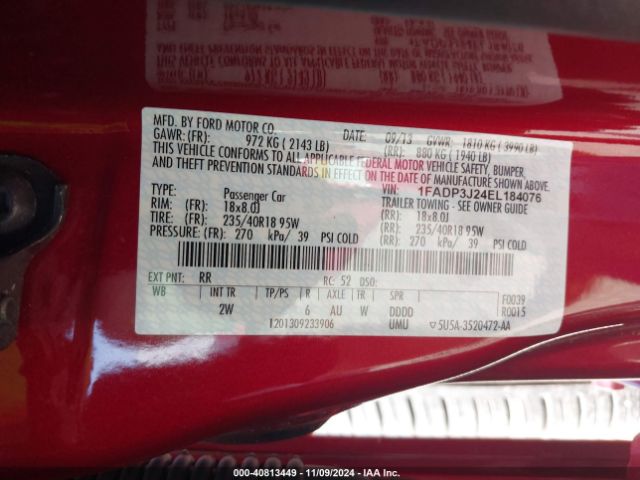 MFD. BY FORD MOTOR CO.
DATE: 09/13 GVWR: 1810 KG ( 3990 LB)
GAWR: (FR): 972 KG ( 2143 LB) (RR): 880 KG ( 1940 LB)
THIS VEHICLE CONFORMS TO ALL APPLICABLE FEDERAL MOTOR VEHICLE SAFETY, BUMPER
AND THEFT PREVENTION STANDARDS IN EFFECT ON THE DATE OF MANUFACTURE SHOWN ABOVE.
VIN: 1FADP3J24EL184076
TYPE: Passenger Car TRAILER TOWING - SEE OWNER GUIDE
RIM: (FR): 18x8.0J (RR): 18x8.0J
TIRE: (FR): 235/40R18 95W (RR): 235/40R18 95W
PRESSURE: (FR) 270 kPa/ 39 PSI COLD (RR) 270 kPa/ 39 PSI COLD
EXT PNT: RR RC: 52 DSO:
WB INT TR TP/PS R AXLE TR SPR F0039
2W 6 AU W DDDD R0015
1201309233906 UMU ▽ 5U5A-3520472-AA
000-40813449 - 11/09/2024 - IAA Inc.